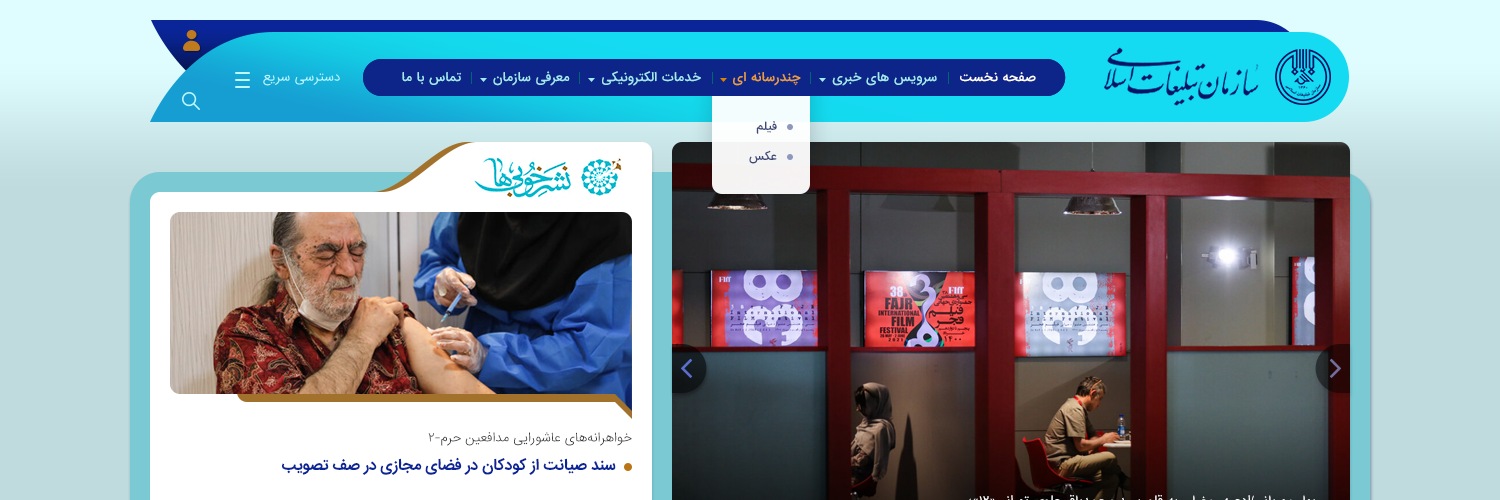 سازمان تبلیغات اسلامی
صفحه نخست
سرویس های خبری
چندرسانه ای
خدمات الکترونیکی
معرفی سازمان
تماس با ما
دسترسی سریع
فیلم
عکس
نشر خوبی‌ها
38
FAJR
INTERNATIONAL
FILM
FESTIVAL
خواهرانه‌های عاشورایی مدافعین حرم-۲
سند صیانت از کودکان در فضای مجازی در صف تصویب